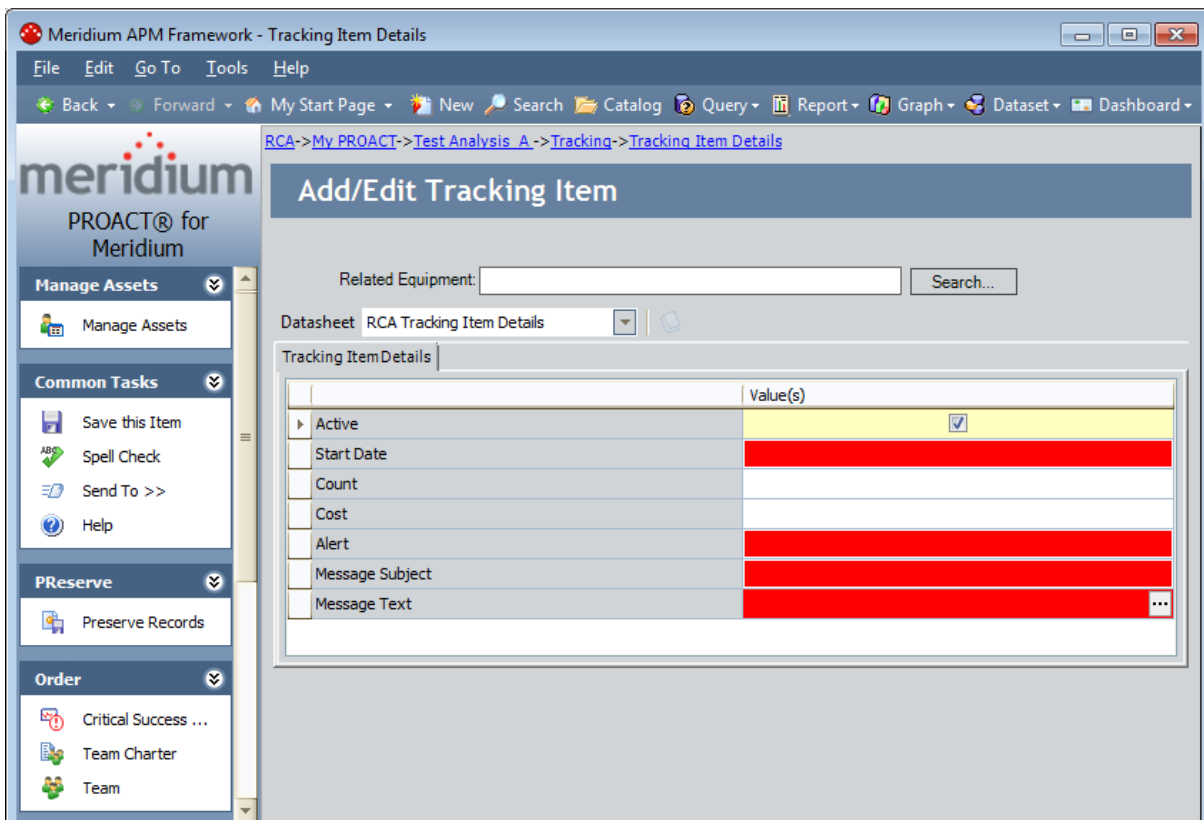 Meridium APM Framework - Tracking Item Details
File Edit Go To Tools Help
Back Forward My Start Page New Search Catalog Query Report Graph Dataset Dashboard
meridium
PROACT® for
Meridium
Manage Assets
Manage Assets
Common Tasks
Save this Item
ABC
Spell Check
Send To >>
Help
PReserve
Preserve Records
Order
Critical Success ...
Team Charter
Team
RCA->My PROACT->Test Analysis A ->Tracking->Tracking Item Details
Add/Edit Tracking Item
Related Equipment: Search...
Datasheet RCA Tracking Item Details
Tracking Item Details
Value(s)
Active
Start Date
Count
Cost
Alert
Message Subject
Message Text ...